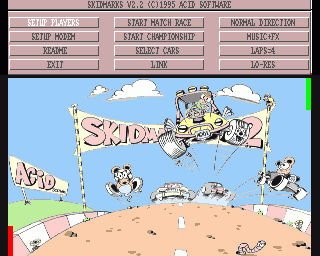 SKIDMARKS V2.2 (C)1995 ACID SOFTWARE
SETUP PLAYERS START MATCH RACE NORMAL DIRECTION
SETUP MODEM START CHAMPIONSHIP MUSIC+FX
README SELECT CARS LAPS=4
EXIT LINK LO-RES
SKIDM 2
ACID